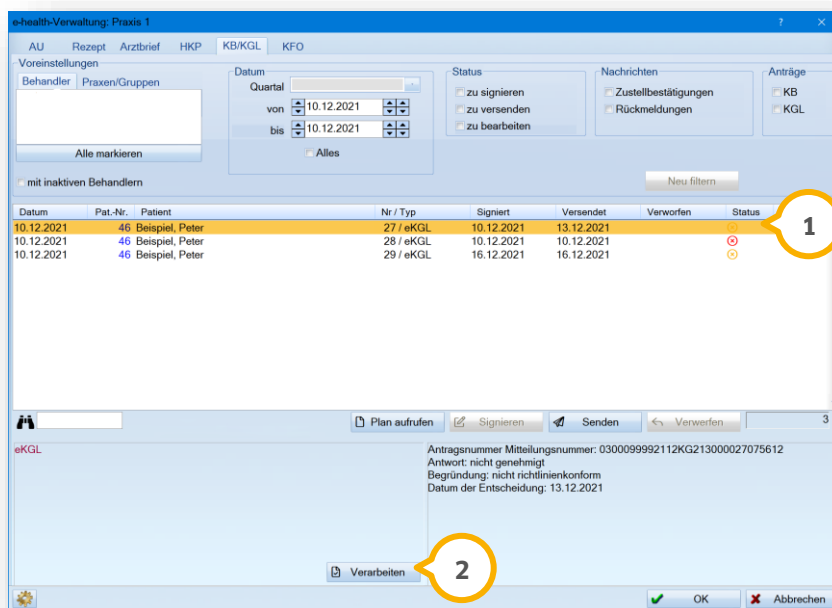 e-health-Verwaltung: Praxis 1 ? ×
AU Rezept Arztbrief HKP KB/KGL KFO
Voreinstellungen
Behandler Praxen/Gruppen
Alle markieren
mit inaktiven Behandlern
Datum
Quartal
von 10.12.2021
bis 10.12.2021
Alles
Status
zu signieren
zu versenden
zu bearbeiten
Nachrichten
Zustellbestätigungen
Rückmeldungen
Anträge
KB
KGL
Neu filtern
Datum Pat.-Nr. Patient Nr / Typ Signiert Versendet Verworfen Status
10.12.2021 46 Beispiel, Peter 27 / eKGL 10.12.2021 13.12.2021
10.12.2021 46 Beispiel, Peter 28 / eKGL 10.12.2021 10.12.2021
10.12.2021 46 Beispiel, Peter 29 / eKGL 16.12.2021 16.12.2021
1
Plan aufrufen Signieren Senden Verwerfen 3
eKGL
Antragsnummer Mitteilungsnummer: 0300099992112KG213000027075612
Antwort: nicht genehmigt
Begründung: nicht richtlinienkonform
Datum der Entscheidung: 13.12.2021
Verarbeiten
2
OK Abbrechen